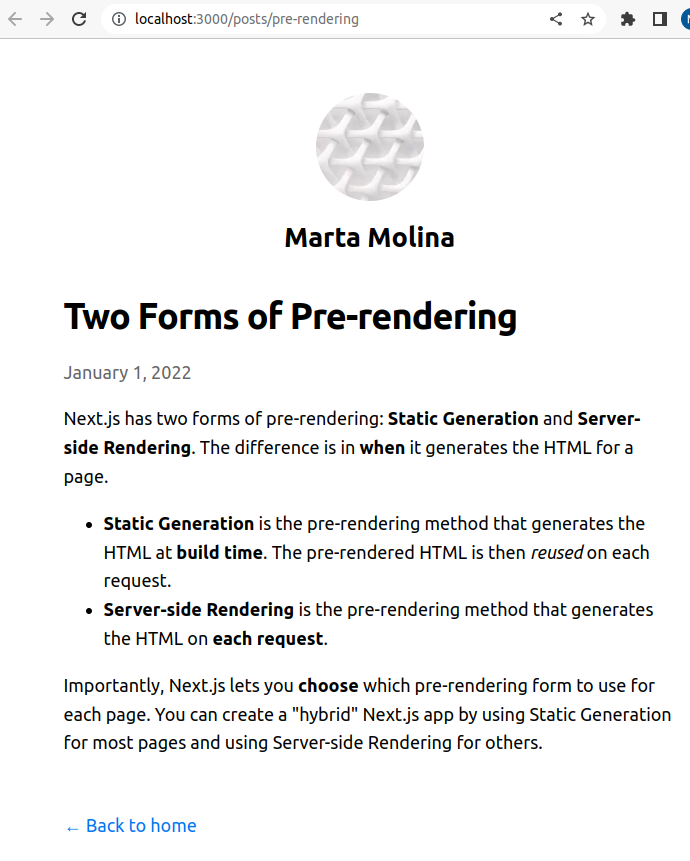 localhost:3000/posts/pre-rendering
Marta Molina
Two Forms of Pre-rendering
January 1, 2022
Next.js has two forms of pre-rendering: Static Generation and Server-
side Rendering. The difference is in when it generates the HTML for a
page.
• Static Generation is the pre-rendering method that generates the
HTML at build time. The pre-rendered HTML is then reused on each
request.
• Server-side Rendering is the pre-rendering method that generates
the HTML on each request.
Importantly, Next.js lets you choose which pre-rendering form to use for
each page. You can create a "hybrid" Next.js app by using Static Generation
for most pages and using Server-side Rendering for others.
← Back to home